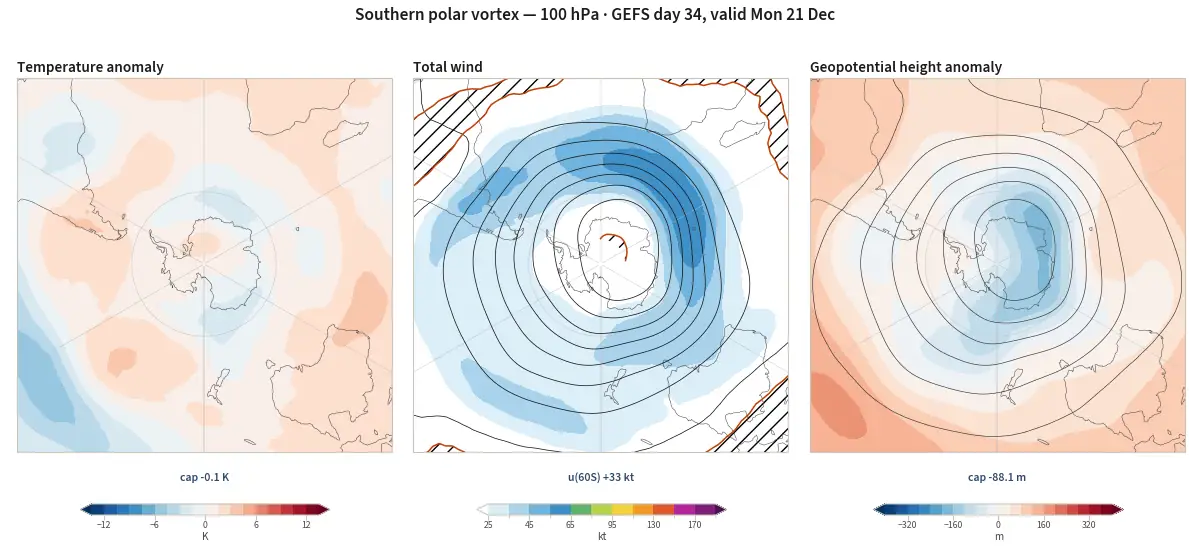 Southern polar vortex — 100 hPa · GEFS day 34, valid Mon 21 Dec
Temperature anomaly
Total wind
Geopotential height anomaly
cap -0.1 K
u(60S) +33 kt
cap -88.1 m
−12 −6 0 6 12
K
25 45 65 95 130 170
kt
−320 −160 0 160 320
m